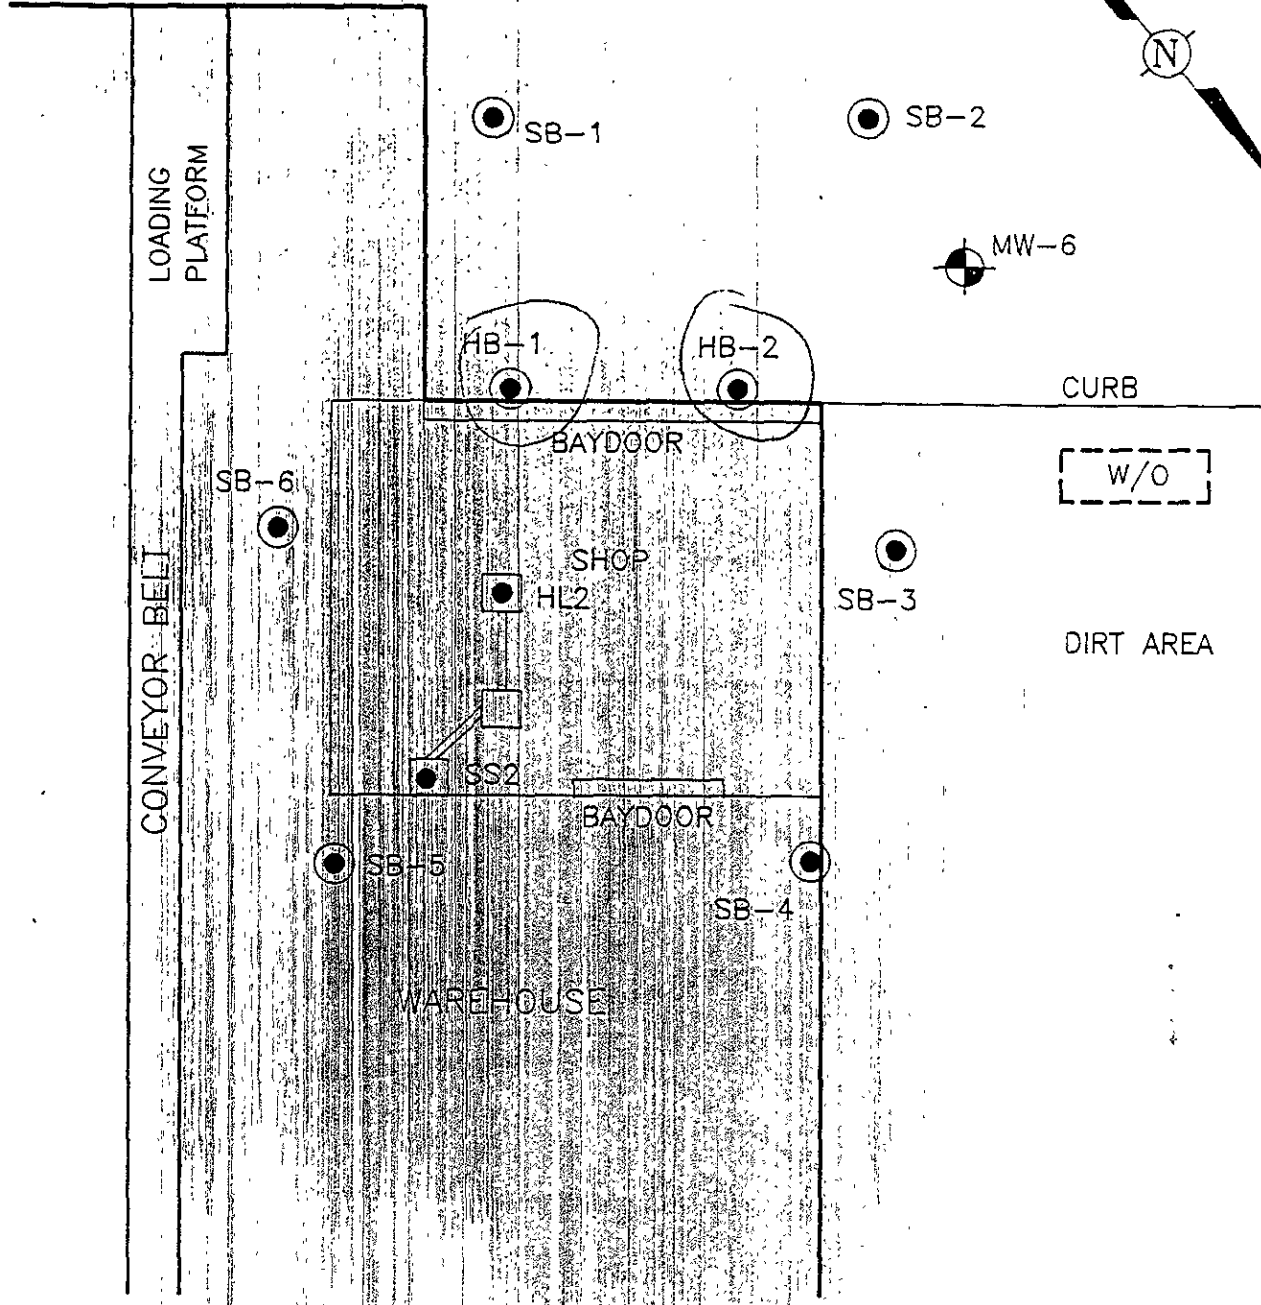 N
SB-1
SB-2
LOADING
PLATFORM
MW-6
HB-1
HB-2
CURB
BAYDOOR
W/O
SB-6
SHOP
HL2
SB-3
DIRT AREA
CONVEYOR BELT
SS2
BAYDOOR
SB-5
SB-4
WAREHOUSE